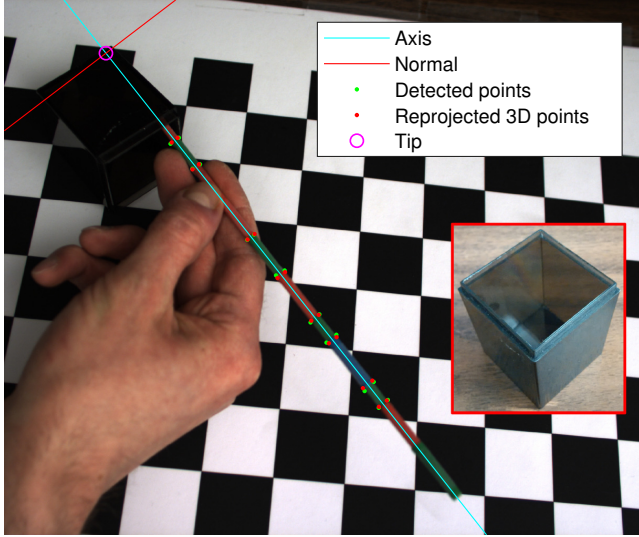 Axis
Normal
Detected points
Reprojected 3D points
Tip